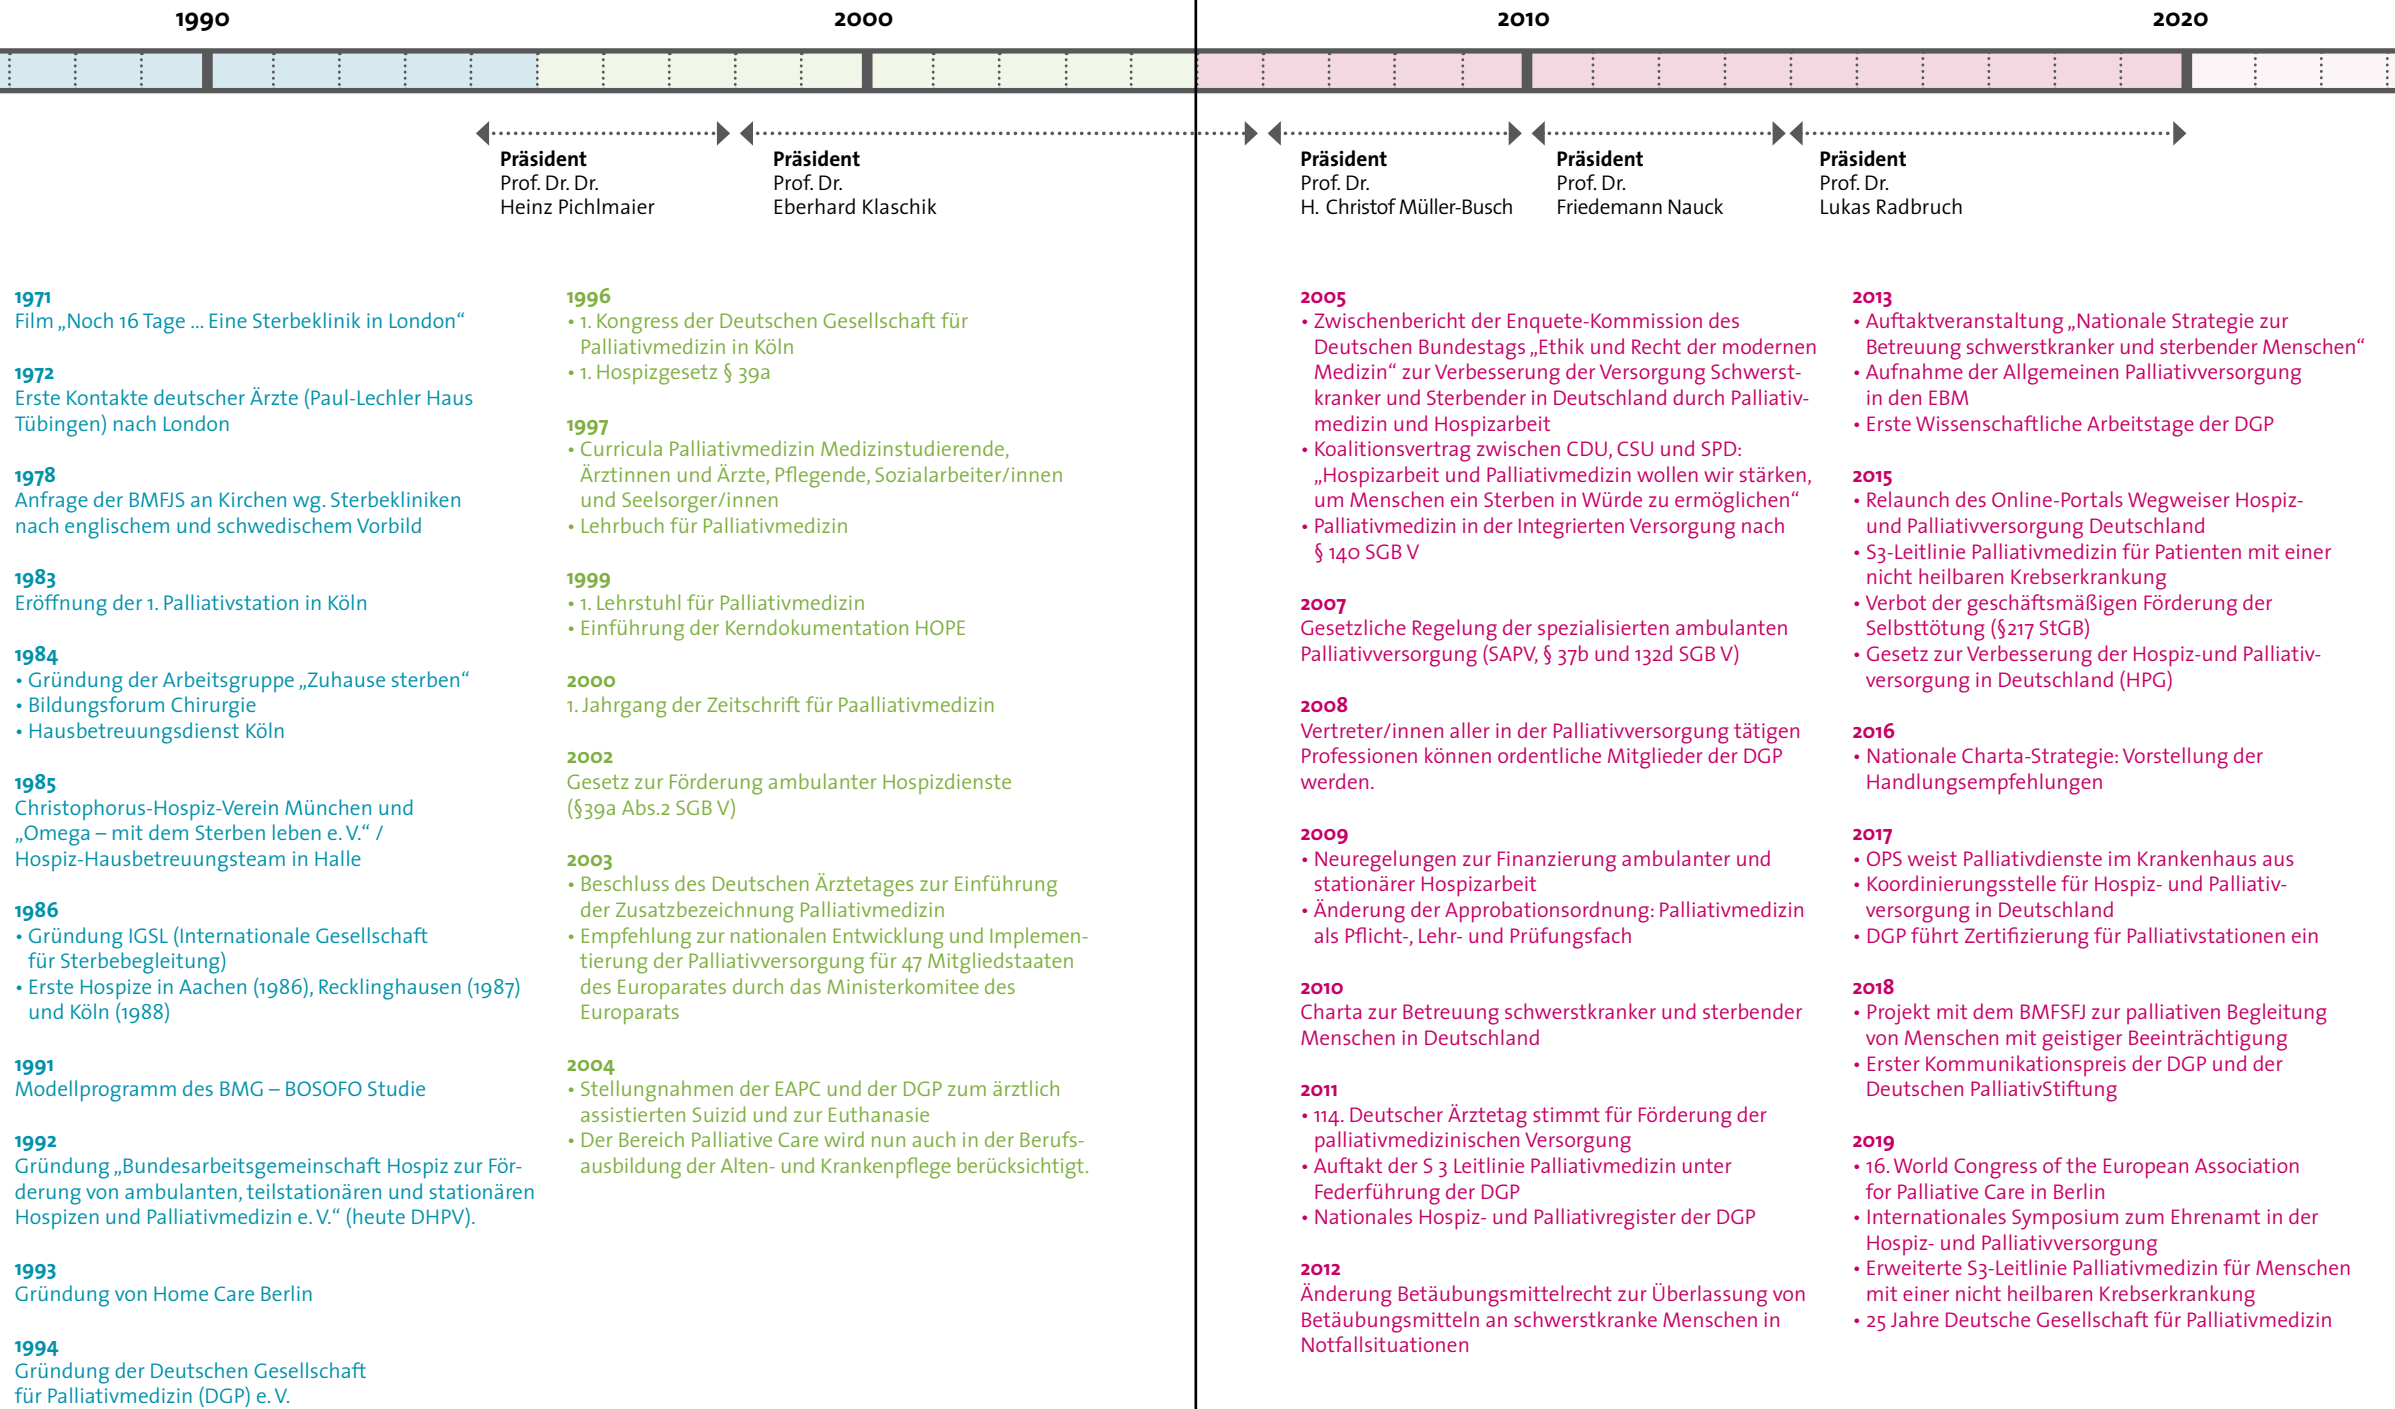 1990
2000
2010
2020
Präsident
Prof. Dr. Dr.
Heinz Pichlmaier
Präsident
Prof. Dr.
Eberhard Klaschik
Präsident
Prof. Dr.
H. Christof Müller-Busch
Präsident
Prof. Dr.
Friedemann Nauck
Präsident
Prof. Dr.
Lukas Radbruch
1971
Film „Noch 16 Tage ... Eine Sterbeklinik in London“
1972
Erste Kontakte deutscher Ärzte (Paul-Lechler Haus
Tübingen) nach London
1978
Anfrage der BMFJS an Kirchen wg. Sterbekliniken
nach englischem und schwedischem Vorbild
1983
Eröffnung der 1. Palliativstation in Köln
1984
• Gründung der Arbeitsgruppe „Zuhause sterben“
• Bildungsforum Chirurgie
• Hausbetreuungsdienst Köln
1985
Christophorus-Hospiz-Verein München und
„Omega – mit dem Sterben leben e. V.“ /
Hospiz-Hausbetreuungsteam in Halle
1986
• Gründung IGSL (Internationale Gesellschaft
für Sterbebegleitung)
• Erste Hospize in Aachen (1986), Recklinghausen (1987)
und Köln (1988)
1991
Modellprogramm des BMG – BOSOFO Studie
1992
Gründung „Bundesarbeitsgemeinschaft Hospiz zur För-
derung von ambulanten, teilstationären und stationären
Hospizen und Palliativmedizin e. V.“ (heute DHPV).
1993
Gründung von Home Care Berlin
1994
Gründung der Deutschen Gesellschaft
für Palliativmedizin (DGP) e. V.
1996
• 1. Kongress der Deutschen Gesellschaft für
Palliativmedizin in Köln
• 1. Hospizgesetz § 39a
1997
• Curricula Palliativmedizin Medizinstudierende,
Ärztinnen und Ärzte, Pflegende, Sozialarbeiter/innen
und Seelsorger/innen
• Lehrbuch für Palliativmedizin
1999
• 1. Lehrstuhl für Palliativmedizin
• Einführung der Kerndokumentation HOPE
2000
1. Jahrgang der Zeitschrift für Paalliativmedizin
2002
Gesetz zur Förderung ambulanter Hospizdienste
(§39a Abs.2 SGB V)
2003
• Beschluss des Deutschen Ärztetages zur Einführung
der Zusatzbezeichnung Palliativmedizin
• Empfehlung zur nationalen Entwicklung und Implemen-
tierung der Palliativversorgung für 47 Mitgliedstaaten
des Europarates durch das Ministerkomitee des
Europarats
2004
• Stellungnahmen der EAPC und der DGP zum ärztlich
assistierten Suizid und zur Euthanasie
• Der Bereich Palliative Care wird nun auch in der Berufs-
ausbildung der Alten- und Krankenpflege berücksichtigt.
2005
• Zwischenbericht der Enquete-Kommission des
Deutschen Bundestags „Ethik und Recht der modernen
Medizin“ zur Verbesserung der Versorgung Schwerst-
kranker und Sterbender in Deutschland durch Palliativ-
medizin und Hospizarbeit
• Koalitionsvertrag zwischen CDU, CSU und SPD:
„Hospizarbeit und Palliativmedizin wollen wir stärken,
um Menschen ein Sterben in Würde zu ermöglichen“
• Palliativmedizin in der Integrierten Versorgung nach
§ 140 SGB V
2007
Gesetzliche Regelung der spezialisierten ambulanten
Palliativversorgung (SAPV, § 37b und 132d SGB V)
2008
Vertreter/innen aller in der Palliativversorgung tätigen
Professionen können ordentliche Mitglieder der DGP
werden.
2009
• Neuregelungen zur Finanzierung ambulanter und
stationärer Hospizarbeit
• Änderung der Approbationsordnung: Palliativmedizin
als Pflicht-, Lehr- und Prüfungsfach
2010
Charta zur Betreuung schwerstkranker und sterbender
Menschen in Deutschland
2011
• 114. Deutscher Ärztetag stimmt für Förderung der
palliativmedizinischen Versorgung
• Auftakt der S 3 Leitlinie Palliativmedizin unter
Federführung der DGP
• Nationales Hospiz- und Palliativregister der DGP
2012
Änderung Betäubungsmittelrecht zur Überlassung von
Betäubungsmitteln an schwerstkranke Menschen in
Notfallsituationen
2013
• Auftaktveranstaltung „Nationale Strategie zur
Betreuung schwerstkranker und sterbender Menschen“
• Aufnahme der Allgemeinen Palliativversorgung
in den EBM
• Erste Wissenschaftliche Arbeitstage der DGP
2015
• Relaunch des Online-Portals Wegweiser Hospiz-
und Palliativversorgung Deutschland
• S3-Leitlinie Palliativmedizin für Patienten mit einer
nicht heilbaren Krebserkrankung
• Verbot der geschäftsmäßigen Förderung der
Selbsttötung (§217 StGB)
• Gesetz zur Verbesserung der Hospiz-und Palliativ-
versorgung in Deutschland (HPG)
2016
• Nationale Charta-Strategie: Vorstellung der
Handlungsempfehlungen
2017
• OPS weist Palliativdienste im Krankenhaus aus
• Koordinierungsstelle für Hospiz- und Palliativ-
versorgung in Deutschland
• DGP führt Zertifizierung für Palliativstationen ein
2018
• Projekt mit dem BMFSFJ zur palliativen Begleitung
von Menschen mit geistiger Beeinträchtigung
• Erster Kommunikationspreis der DGP und der
Deutschen PalliativStiftung
2019
• 16. World Congress of the European Association
for Palliative Care in Berlin
• Internationales Symposium zum Ehrenamt in der
Hospiz- und Palliativversorgung
• Erweiterte S3-Leitlinie Palliativmedizin für Menschen
mit einer nicht heilbaren Krebserkrankung
• 25 Jahre Deutsche Gesellschaft für Palliativmedizin